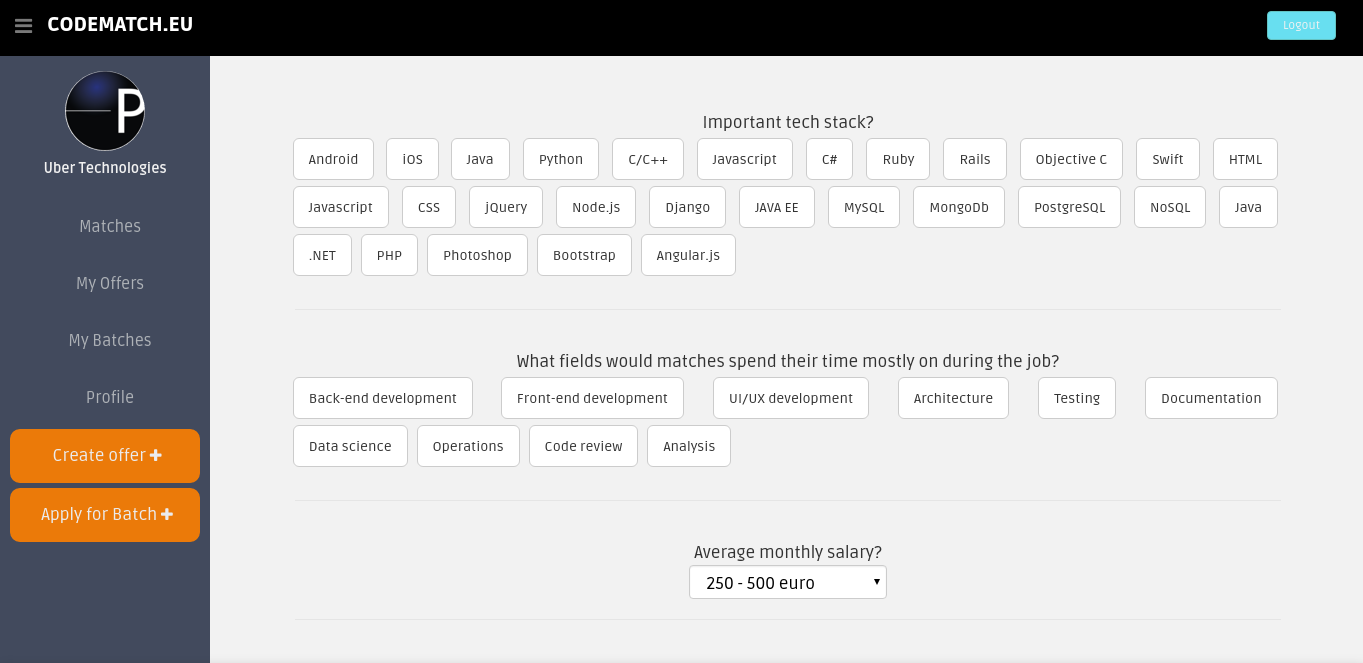 CODEMATCH.EU
Logout
P
Uber Technologies
Matches
My Offers
My Batches
Profile
Create offer
Apply for Batch
Important tech stack?
Android iOS Java Python C/C++ Javascript C# Ruby Rails Objective C Swift HTML
Javascript CSS jQuery Node.js Django JAVA EE MySQL MongoDb PostgreSQL NoSQL Java
.NET PHP Photoshop Bootstrap Angular.js
What fields would matches spend their time mostly on during the job?
Back-end development Front-end development UI/UX development Architecture Testing Documentation
Data science Operations Code review Analysis
Average monthly salary?
250 - 500 euro